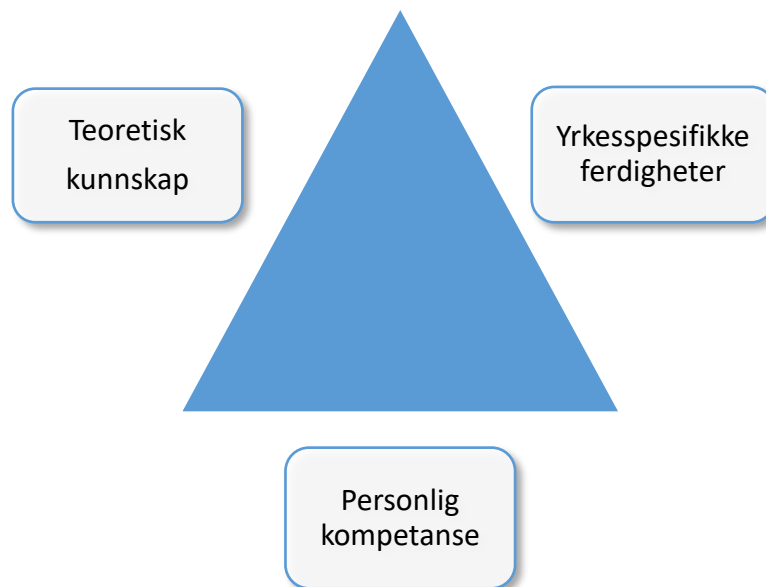 Teoretisk
kunnskap
Yrkesspesifikke
ferdigheter
Personlig
kompetanse